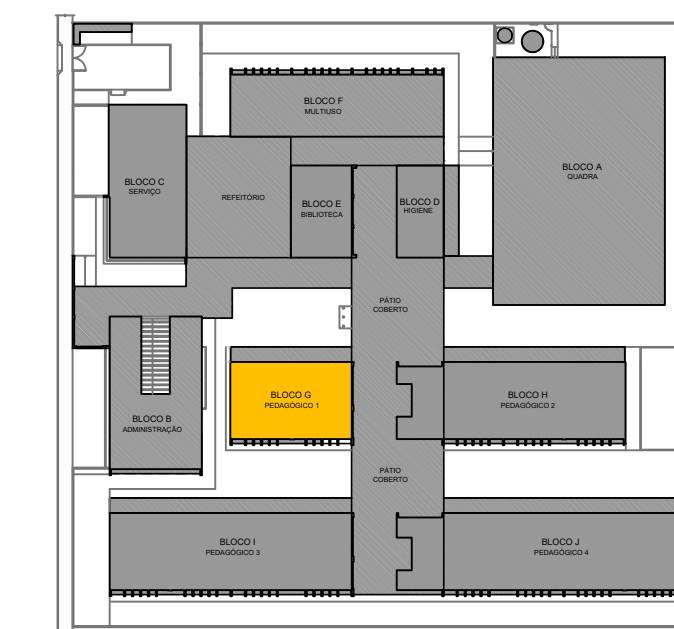 BLOCO F
MULTIUSO
BLOCO A
QUADRA
BLOCO C
SERVIÇO
REFEITÓRIO
BLOCO E
BIBLIOTECA
BLOCO D
HIGIENE
PÁTIO
COBERTO
BLOCO G
PEDAGÓGICO 1
BLOCO H
PEDAGÓGICO 2
BLOCO B
ADMINISTRAÇÃO
PÁTIO
COBERTO
BLOCO I
PEDAGÓGICO 3
BLOCO J
PEDAGÓGICO 4